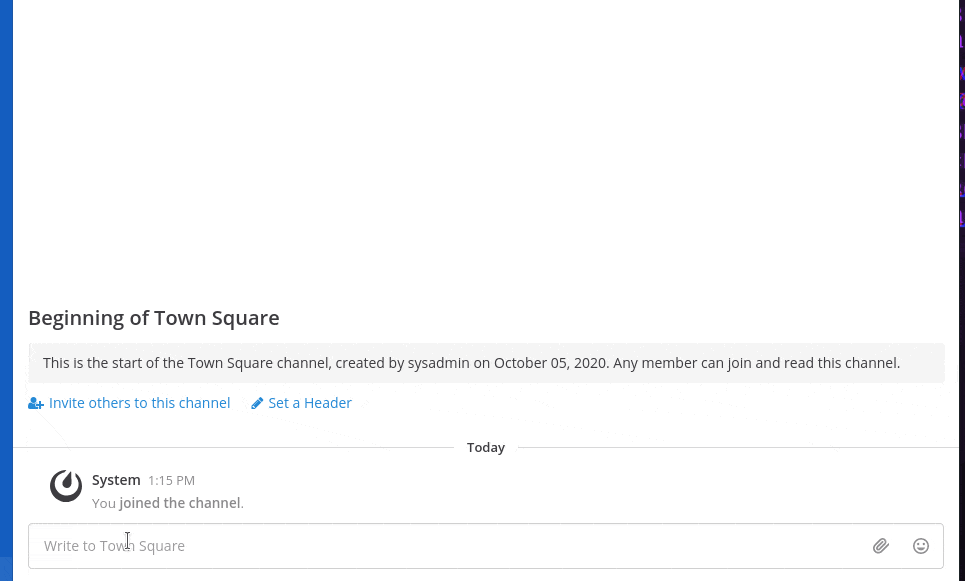 Beginning of Town Square
This is the start of the Town Square channel, created by sysadmin on October 05, 2020. Any member can join and read this channel.
Invite others to this channel Set a Header
Today
System 1:15 PM
You joined the channel.
Write to Town Square